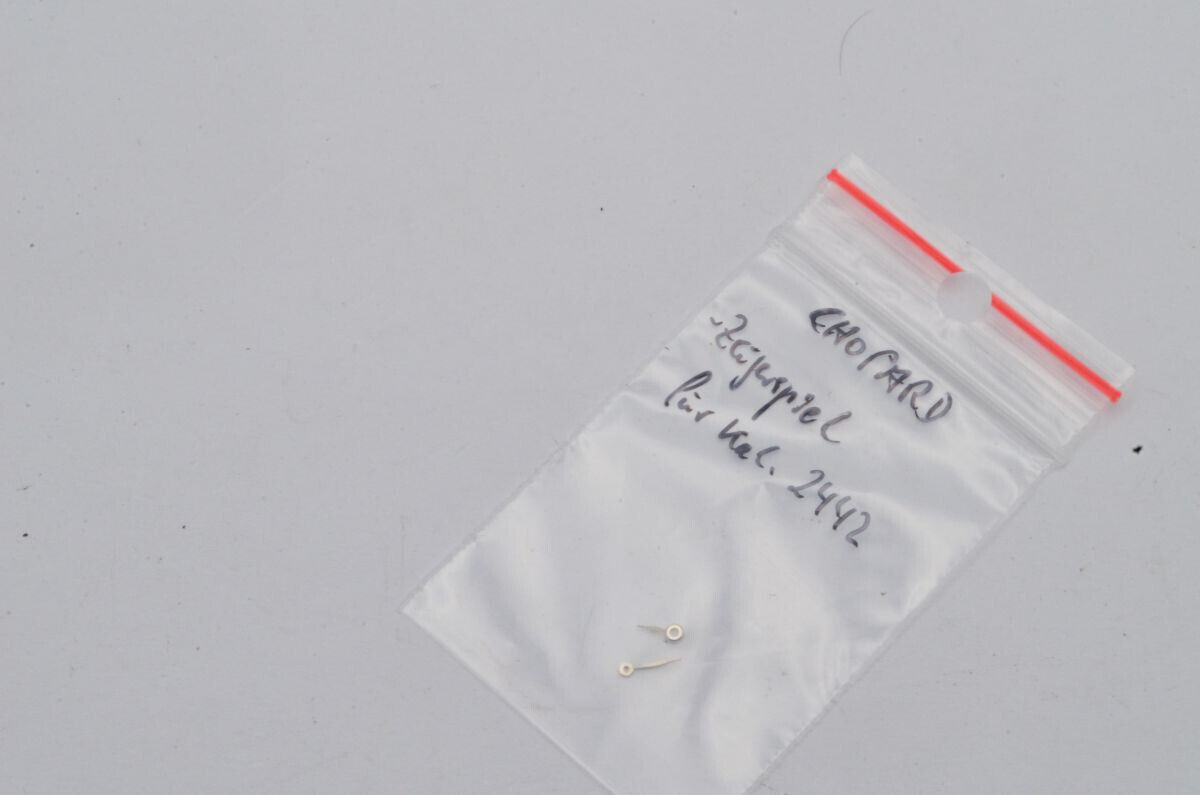 CHOPARD
-Zeigerspiel
für Kal. 2442